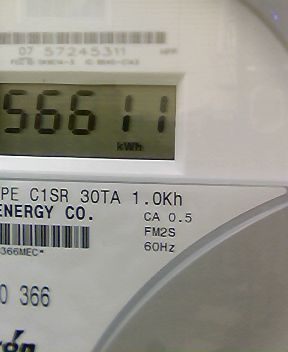 07 57245311
56611
kWh
PE C1SR 30TA 1.0Kh
ENERGY CO.
CA 0.5
FM2S
60Hz
366MEC*
0 366
rón